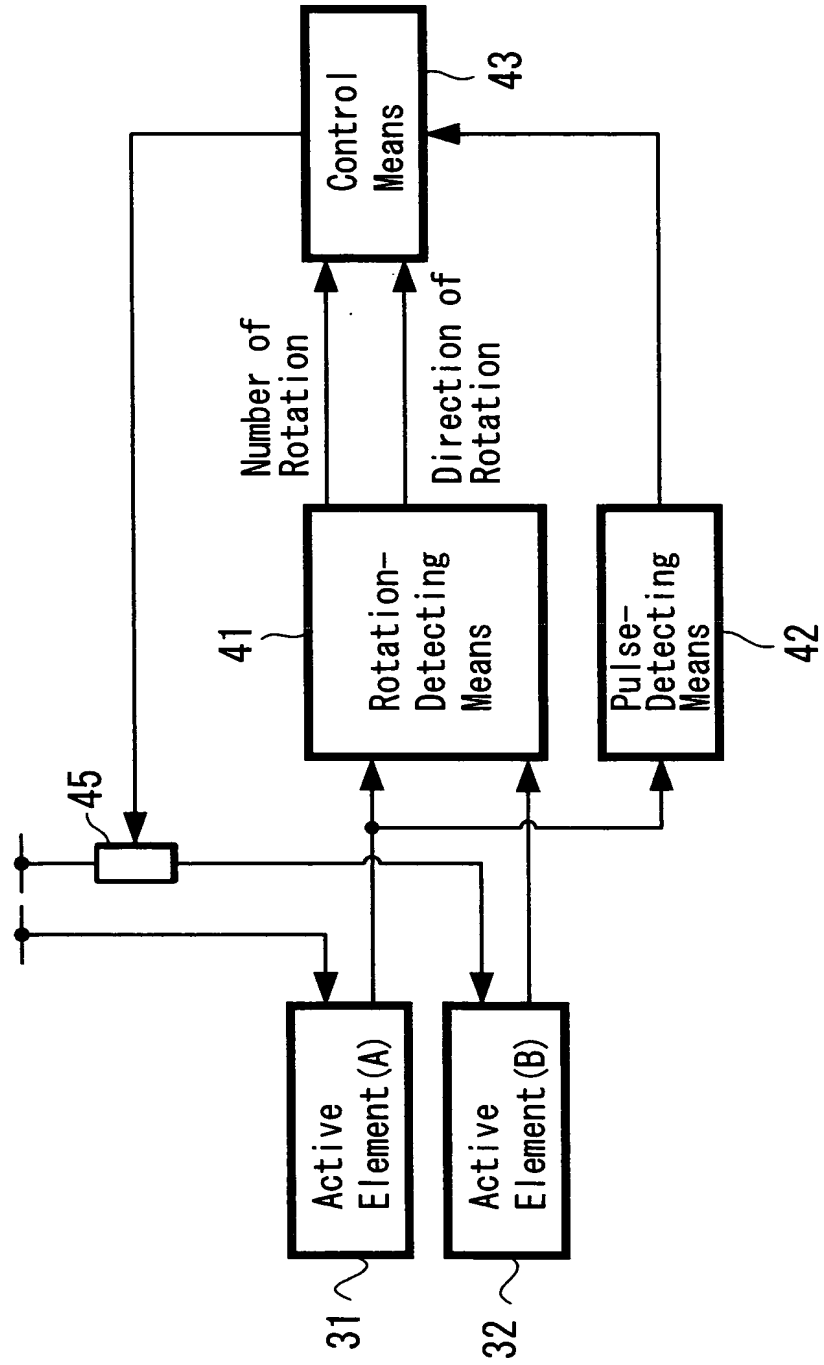 31
Active
Element(A)
32
Active
Element(B)
45
41
Rotation-
Detecting
Means
Pulse-
Detecting
Means
42
Number of
Rotation
Direction of
Rotation
Control
Means
43